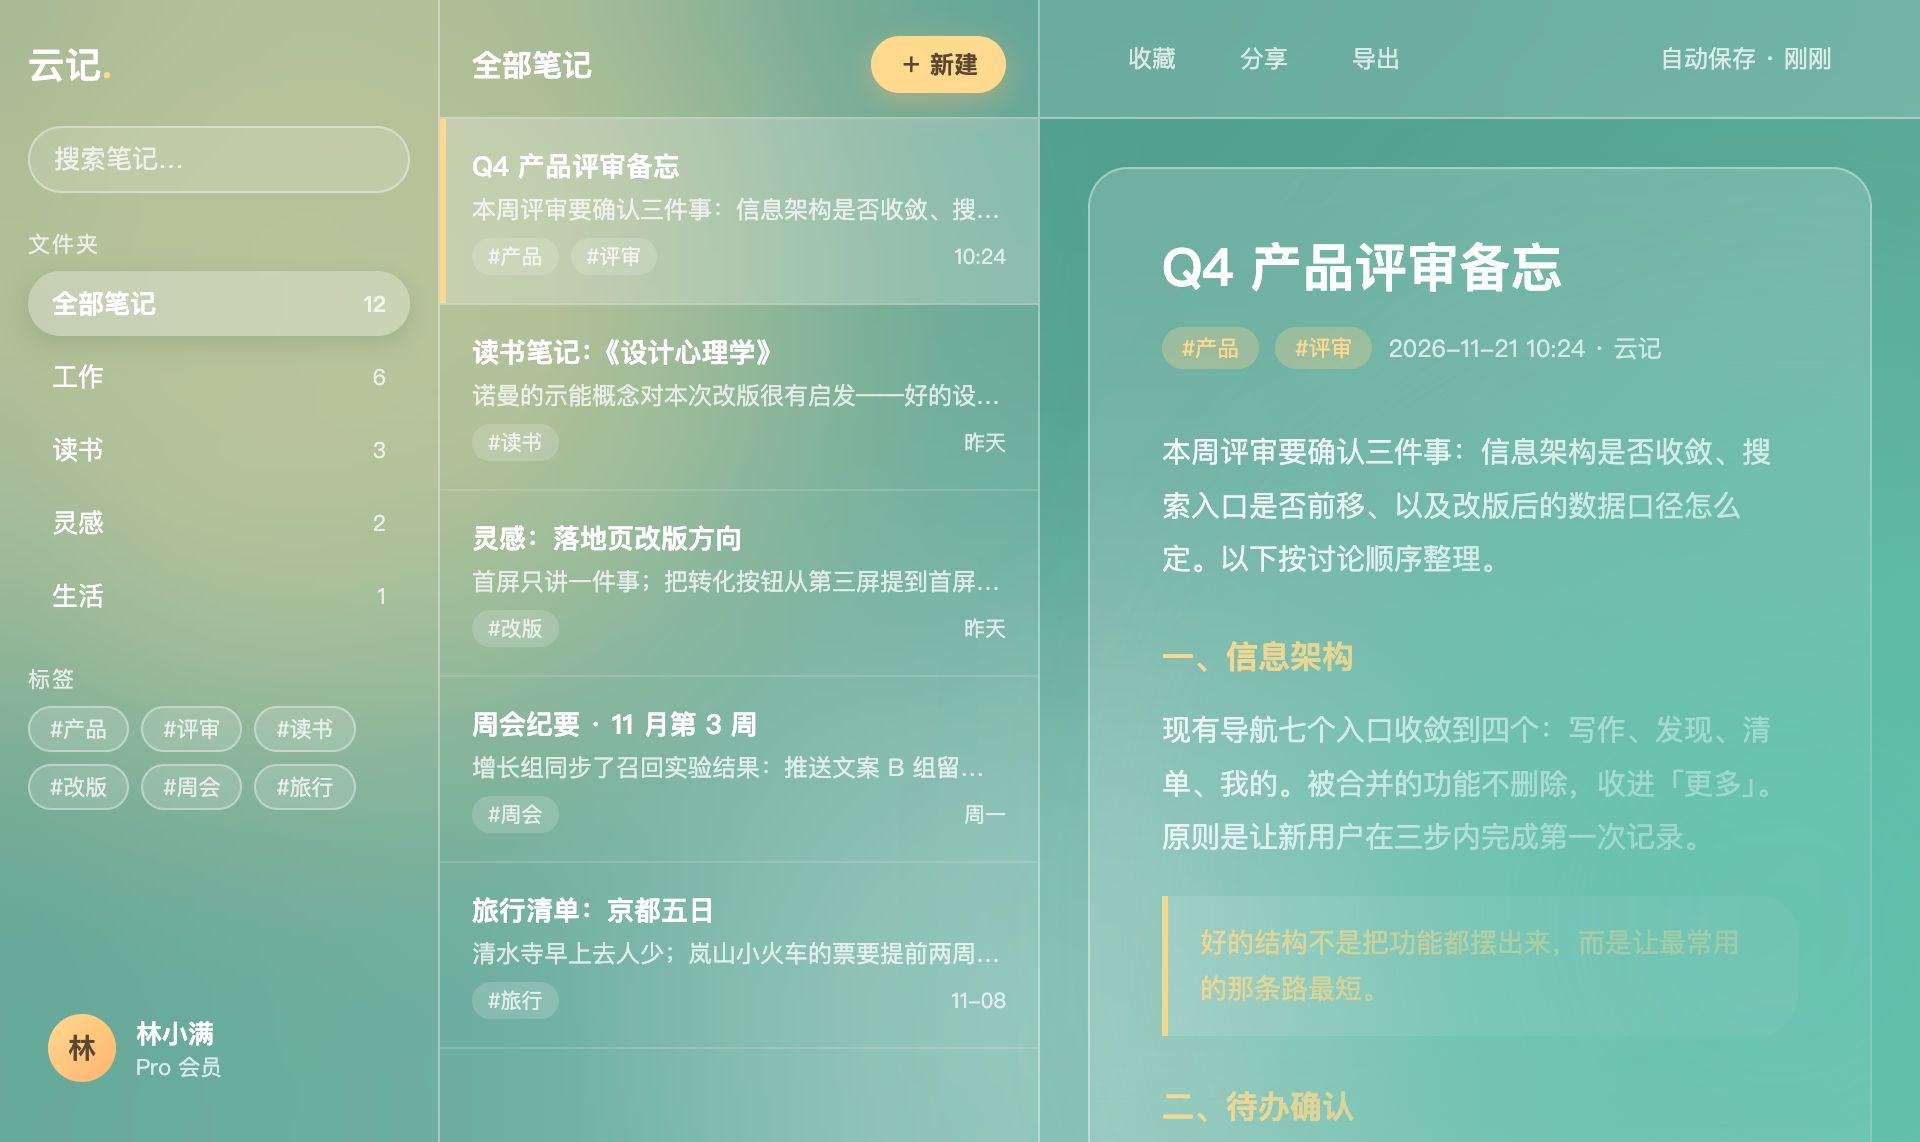 云记.
搜索笔记...
文件夹
全部笔记 12
工作 6
读书 3
灵感 2
生活 1
标签
#产品 #评审 #读书
#改版 #周会 #旅行
林
林小满
Pro 会员
全部笔记
+ 新建
Q4 产品评审备忘
本周评审要确认三件事：信息架构是否收敛、搜...
#产品 #评审 10:24
读书笔记：《设计心理学》
诺曼的示能概念对本次改版很有启发——好的设...
#读书 昨天
灵感：落地页改版方向
首屏只讲一件事；把转化按钮从第三屏提到首屏...
#改版 昨天
周会纪要 · 11 月第 3 周
增长组同步了召回实验结果：推送文案 B 组留...
#周会 周一
旅行清单：京都五日
清水寺早上去人少；岚山小火车的票要提前两周...
#旅行 11-08
收藏 分享 导出 自动保存 · 刚刚
Q4 产品评审备忘
#产品 #评审 2026-11-21 10:24 · 云记
本周评审要确认三件事：信息架构是否收敛、搜
索入口是否前移、以及改版后的数据口径怎么
定。以下按讨论顺序整理。
一、信息架构
现有导航七个入口收敛到四个：写作、发现、清
单、我的。被合并的功能不删除，收进「更多」。
原则是让新用户在三步内完成第一次记录。
好的结构不是把功能都摆出来，而是让最常用
的那条路最短。
二、待办确认